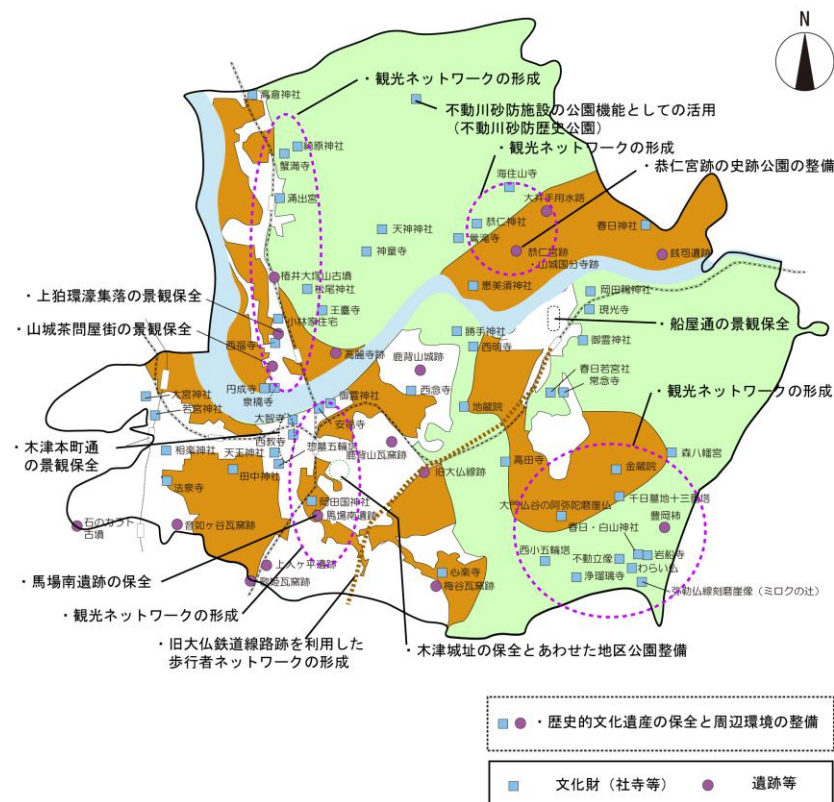 N
・観光ネットワークの形成
高倉神社
不動川砂防施設の公園機能としての活用
（不動川砂防歴史公園）
・観光ネットワークの形成
綺原神社
蟹満寺
海住山寺
・恭仁宮跡の史跡公園の整備
大井手用水路
涌出宮
天神神社
恭仁神社
春日神社
神童寺
恭仁宮跡
・山城国分寺跡
銭司遺跡
椿井大塚山古墳
松尾神社
恵美須神社
岡田鴨神社
・上狛環濠集落の景観保全
王臺寺
現光寺
小林家住宅
勝手神社
・船屋通の景観保全
・山城茶問屋街の景観保全
西福寺
高麗寺跡
鹿背山城跡
西明寺
御霊神社
春日若宮社
常念寺
円成寺
泉橋寺
西念寺
・観光ネットワークの形成
大宮神社
若宮神社
御霊神社
地蔵院
大智寺
安福寺
・木津本町通
の景観保全
西教寺
惣墓五輪塔
鹿背山瓦窯跡
相楽神社
天王神社
田中神社
旧大仏線跡
高田寺
金蔵院
森八幡宮
法泉寺
岡田国神社
千日墓地十三重塔
馬場南遺跡
大門仏谷の阿弥陀磨崖仏
豊岡柿
石のカラト
古墳
音如ヶ谷瓦窯跡
春日・白山神社
上人ヶ平遺跡
西小五輪塔
不動立像
岩船寺
わらい仏
・馬場南遺跡の保全
歌姫瓦窯跡
心楽寺
梅谷瓦窯跡
浄瑠璃寺
弥勒仏線刻磨崖像（ミロクの辻）
・観光ネットワークの形成
・旧大仏鉄道線路跡を利用した
歩行者ネットワークの形成
・木津城址の保全とあわせた地区公園整備
・歴史的文化遺産の保全と周辺環境の整備
文化財（社寺等）
遺跡等